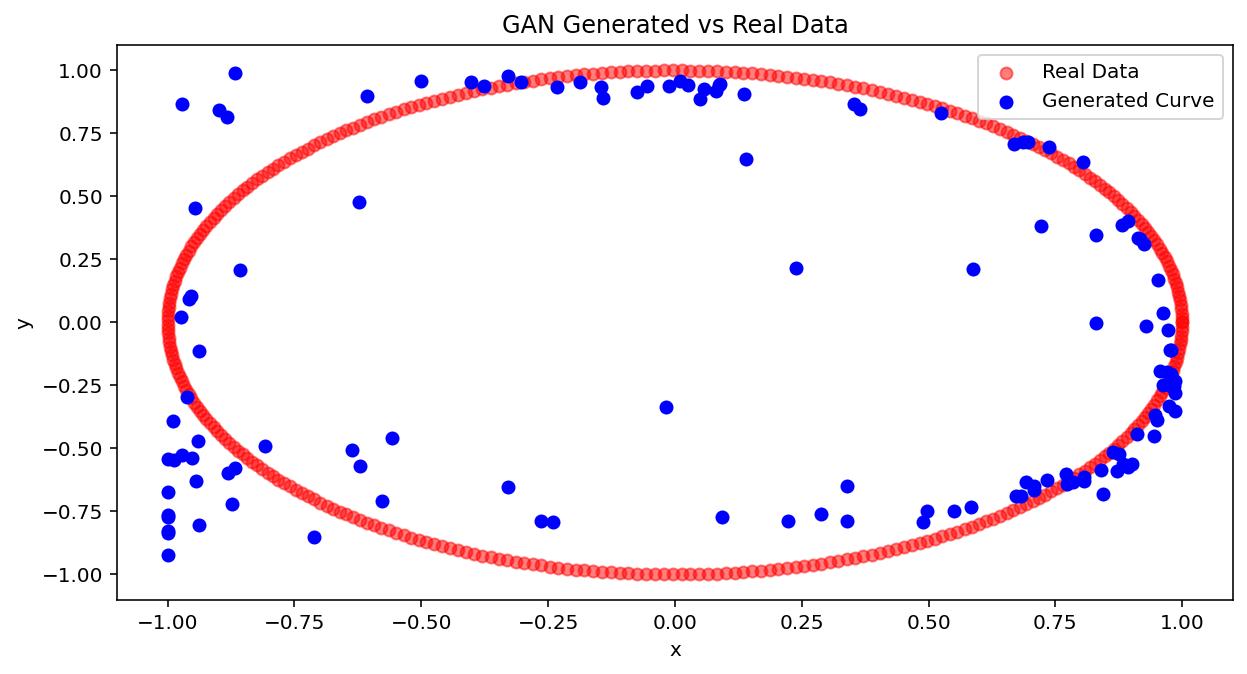 GAN Generated vs Real Data
Real Data
Generated Curve
1.00
0.75
0.50
0.25
0.00
−0.25
−0.50
−0.75
−1.00
y
−1.00 −0.75 −0.50 −0.25 0.00 0.25 0.50 0.75 1.00
x